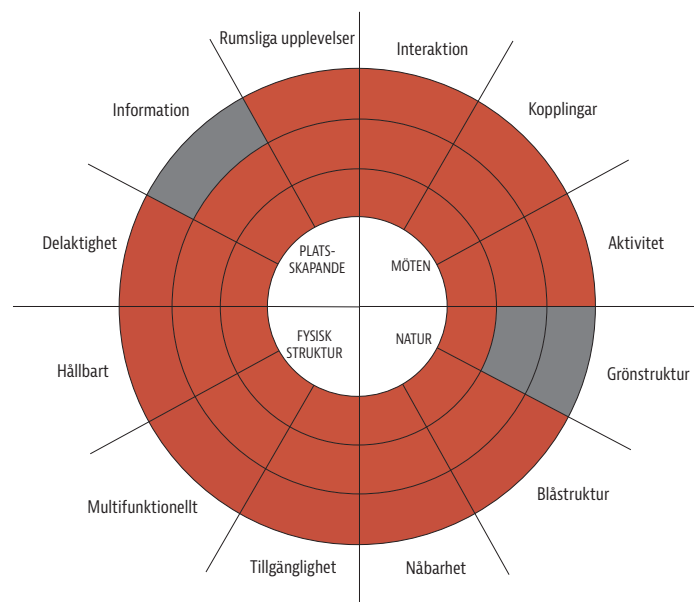 Rumsliga upplevelser
Interaktion
Information
Kopplingar
Delaktighet
Aktivitet
PLATS-
SKAPANDE
MÖTEN
FYSISK
STRUKTUR
NATUR
Hållbart
Grönstruktur
Multifunktionellt
Blåstruktur
Tillgänglighet
Nåbarhet